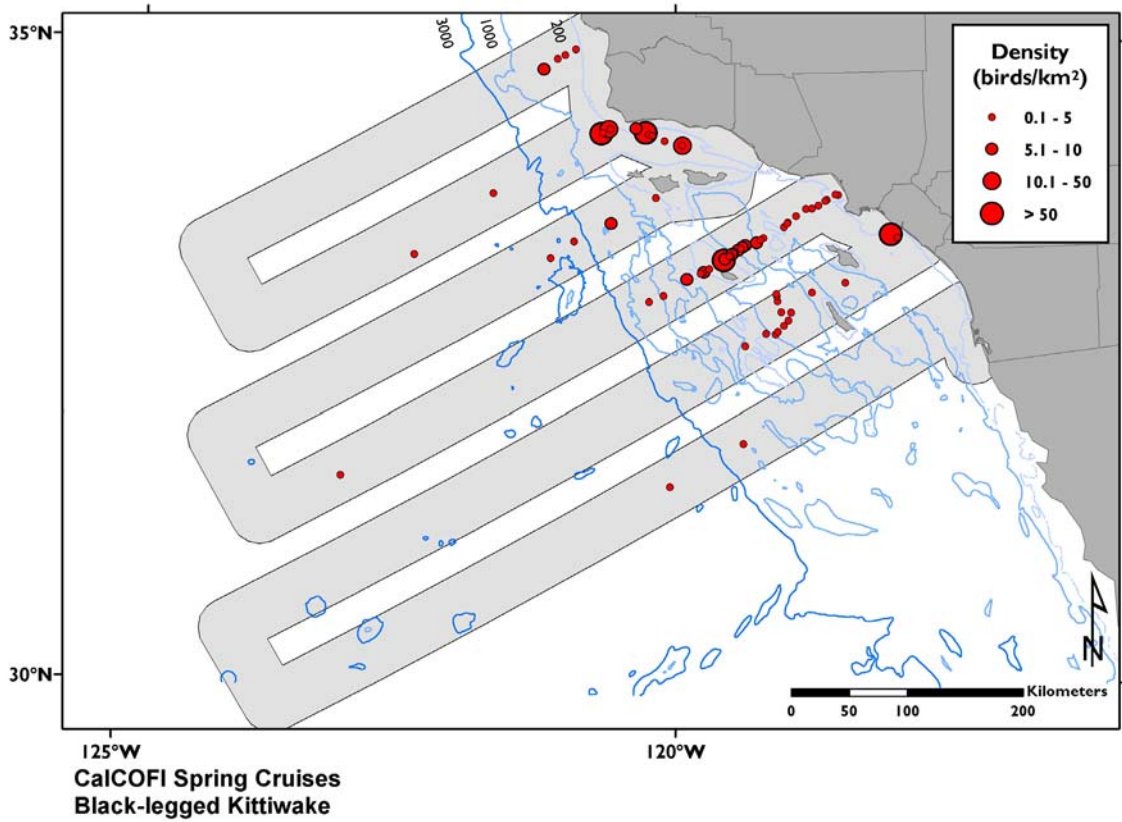 35°N
3000
1000
200
Density
(birds/km²)
0.1 - 5
5.1 - 10
10.1 - 50
> 50
30°N
N
Kilometers
0 50 100 200
125°W 120°W
CalCOFI Spring Cruises
Black-legged Kittiwake